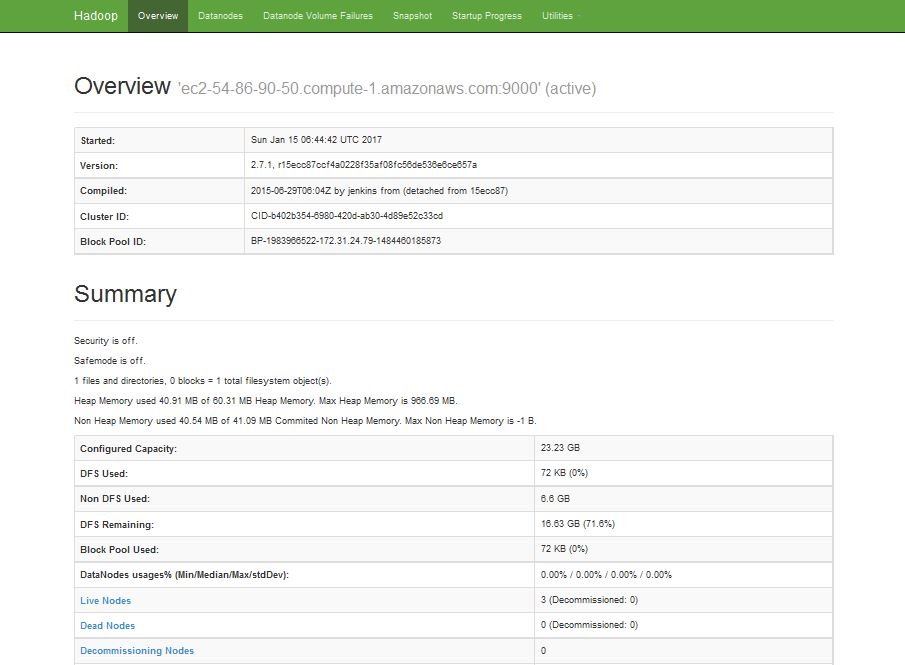 Hadoop Overview Datanodes Datanode Volume Failures Snapshot Startup Progress Utilities
Overview 'ec2-54-86-90-50.compute-1.amazonaws.com:9000' (active)
Started: Sun Jan 15 06:44:42 UTC 2017
Version: 2.7.1, r15ecc87ccf4a0228f35af08fc56de536e6ce657a
Compiled: 2015-06-29T06:04Z by jenkins from (detached from 15ecc87)
Cluster ID: CID-b402b354-6980-420d-ab30-4d89e52c33cd
Block Pool ID: BP-1983966522-172.31.24.79-1484460185873
Summary
Security is off.
Safemode is off.
1 files and directories, 0 blocks = 1 total filesystem object(s).
Heap Memory used 40.91 MB of 60.31 MB Heap Memory. Max Heap Memory is 966.69 MB.
Non Heap Memory used 40.54 MB of 41.09 MB Commited Non Heap Memory. Max Non Heap Memory is -1 B.
Configured Capacity: 23.23 GB
DFS Used: 72 KB (0%)
Non DFS Used: 6.6 GB
DFS Remaining: 16.63 GB (71.6%)
Block Pool Used: 72 KB (0%)
DataNodes usages% (Min/Median/Max/stdDev): 0.00% / 0.00% / 0.00% / 0.00%
Live Nodes 3 (Decommissioned: 0)
Dead Nodes 0 (Decommissioned: 0)
Decommissioning Nodes 0